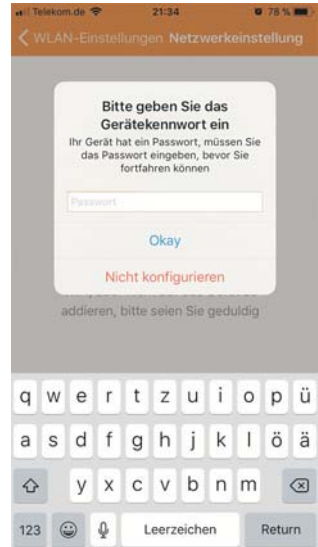 Telekom.de 21:34 78 %
WLAN-Einstellungen Netzwerkeinstellung
Bitte geben Sie das
Gerätekennwort ein
Ihr Gerät hat ein Passwort, müssen Sie
das Passwort eingeben, bevor Sie
fortfahren können
Passwort
Okay
Nicht konfigurieren
addieren, bitte seien Sie geduldig
q w e r t z u i o p ü
a s d f g h j k l ö ä
y x c v b n m
123 Leerzeichen Return